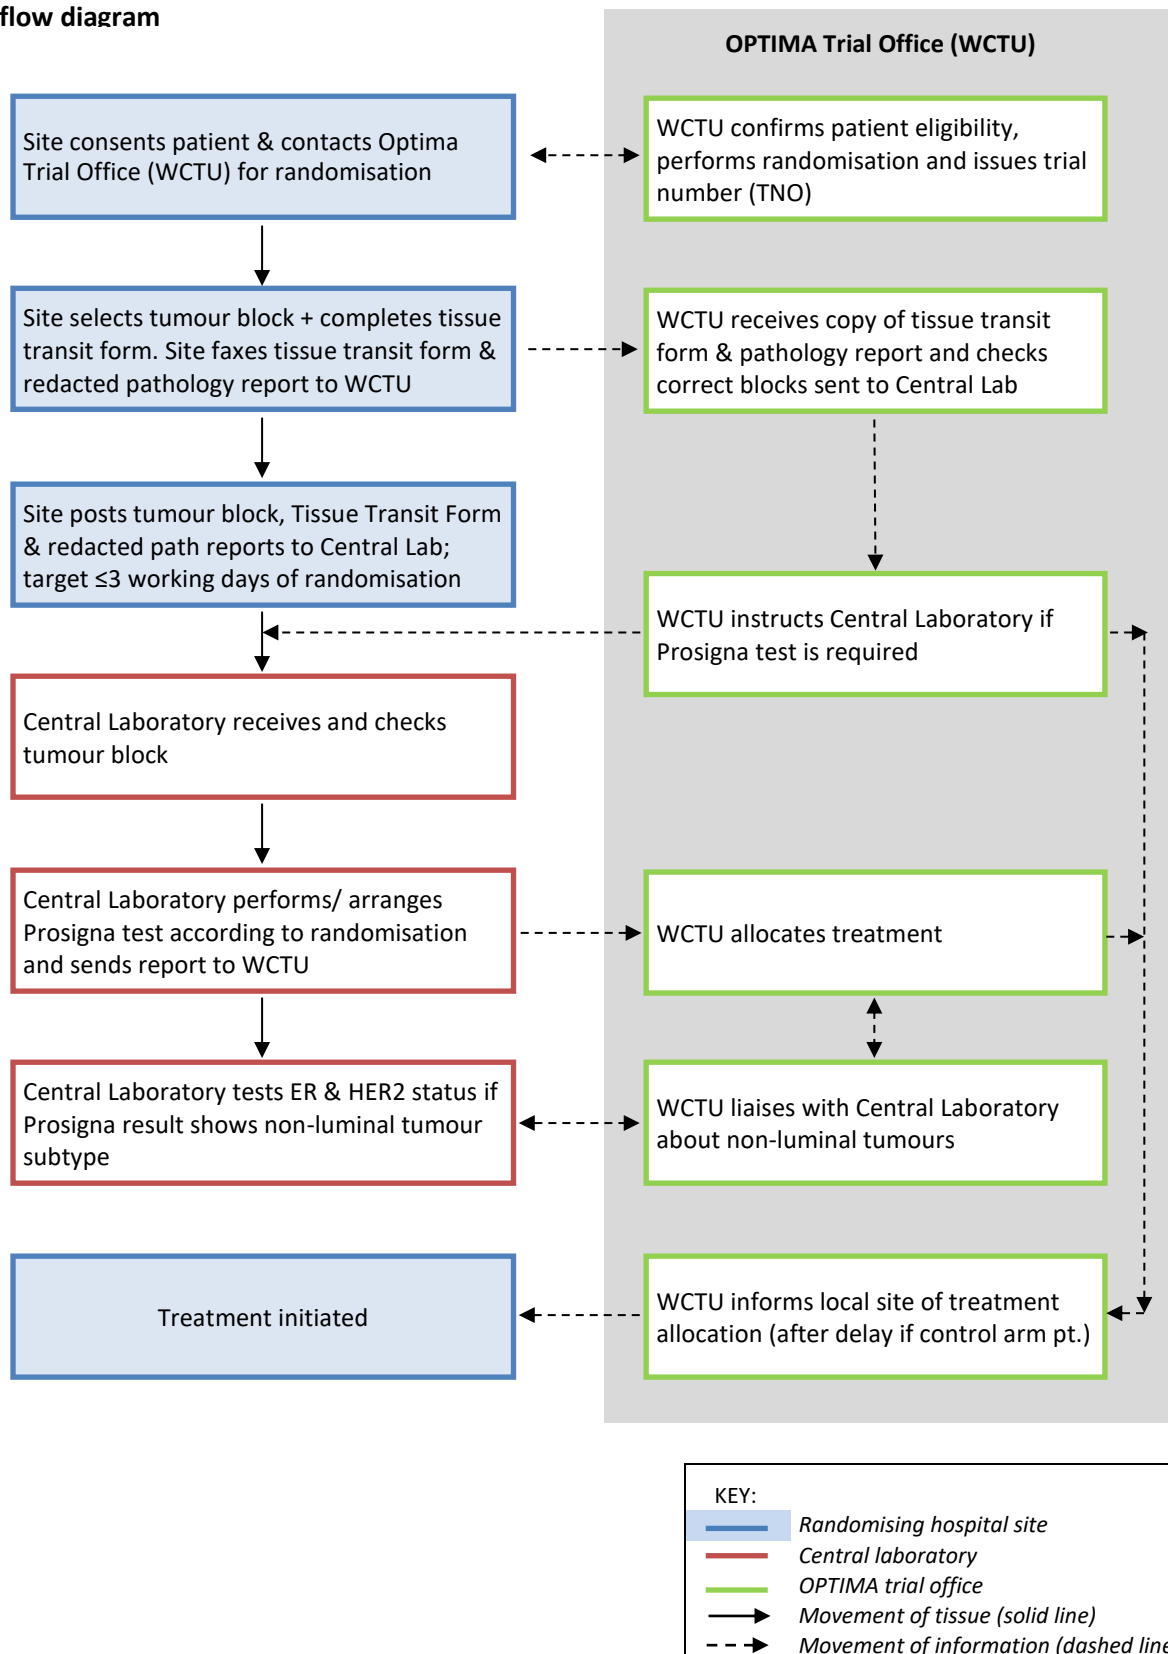 flow diagram
OPTIMA Trial Office (WCTU)
Site consents patient & contacts Optima
Trial Office (WCTU) for randomisation
WCTU confirms patient eligibility,
performs randomisation and issues trial
number (TNO)
Site selects tumour block + completes tissue
transit form. Site faxes tissue transit form &
redacted pathology report to WCTU
WCTU receives copy of tissue transit
form & pathology report and checks
correct blocks sent to Central Lab
Site posts tumour block, Tissue Transit Form
& redacted path reports to Central Lab;
target ≤3 working days of randomisation
WCTU instructs Central Laboratory if
Prosigna test is required
Central Laboratory receives and checks
tumour block
Central Laboratory performs/ arranges
Prosigna test according to randomisation
and sends report to WCTU
WCTU allocates treatment
Central Laboratory tests ER & HER2 status if
Prosigna result shows non-luminal tumour
subtype
WCTU liaises with Central Laboratory
about non-luminal tumours
Treatment initiated
WCTU informs local site of treatment
allocation (after delay if control arm pt.)
KEY:
Randomising hospital site
Central laboratory
OPTIMA trial office
Movement of tissue (solid line)
Movement of information (dashed line